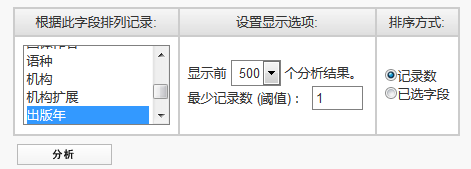 根据此字段排列记录:
设置显示选项:
排序方式:
语种
机构
机构扩展
出版年
显示前 500 个分析结果。
最少记录数 (阈值)： 1
记录数
已选字段
分析